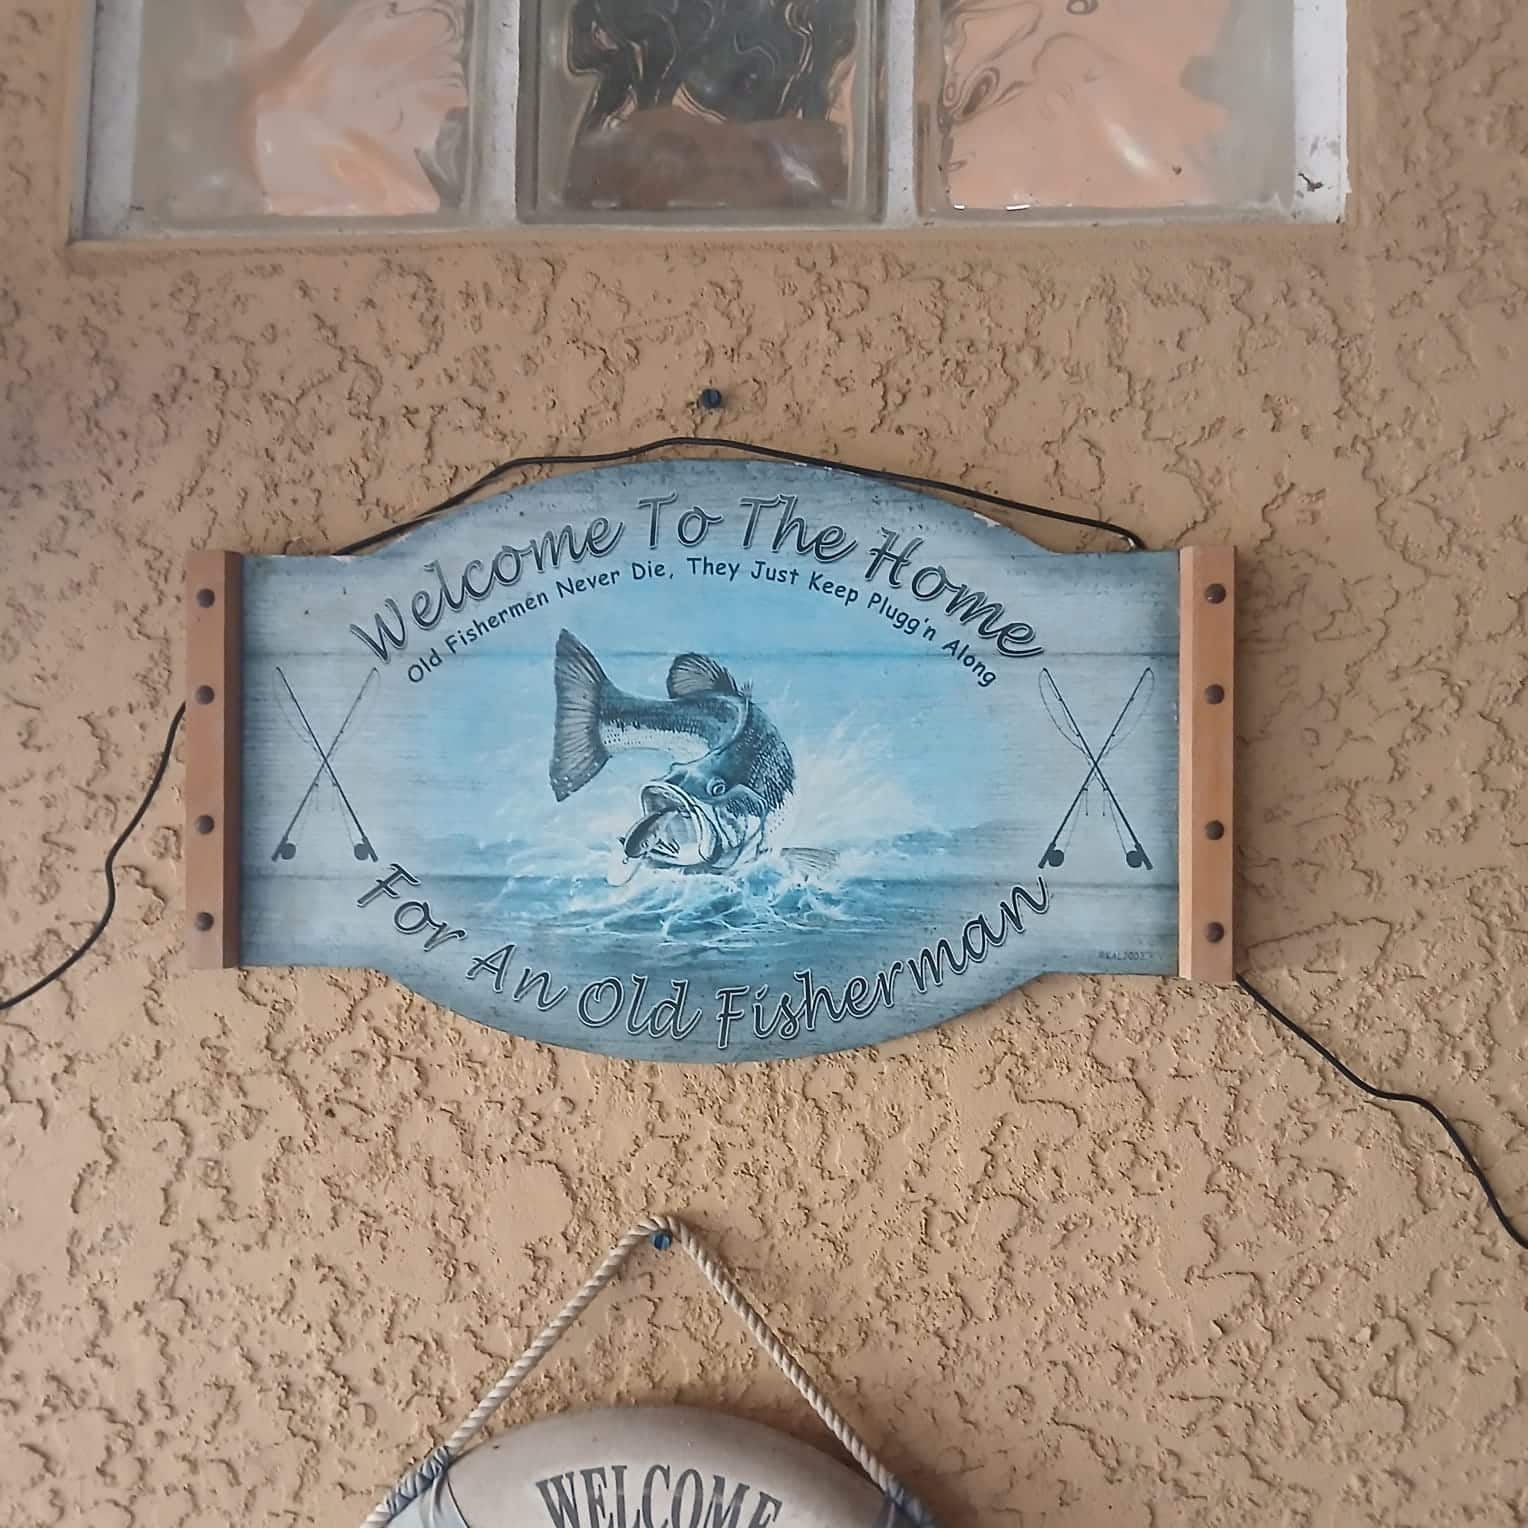 Welcome To The Home
Old Fishermen Never Die, They Just Keep Plugg'n Along
For An Old Fisherman
WELCOME